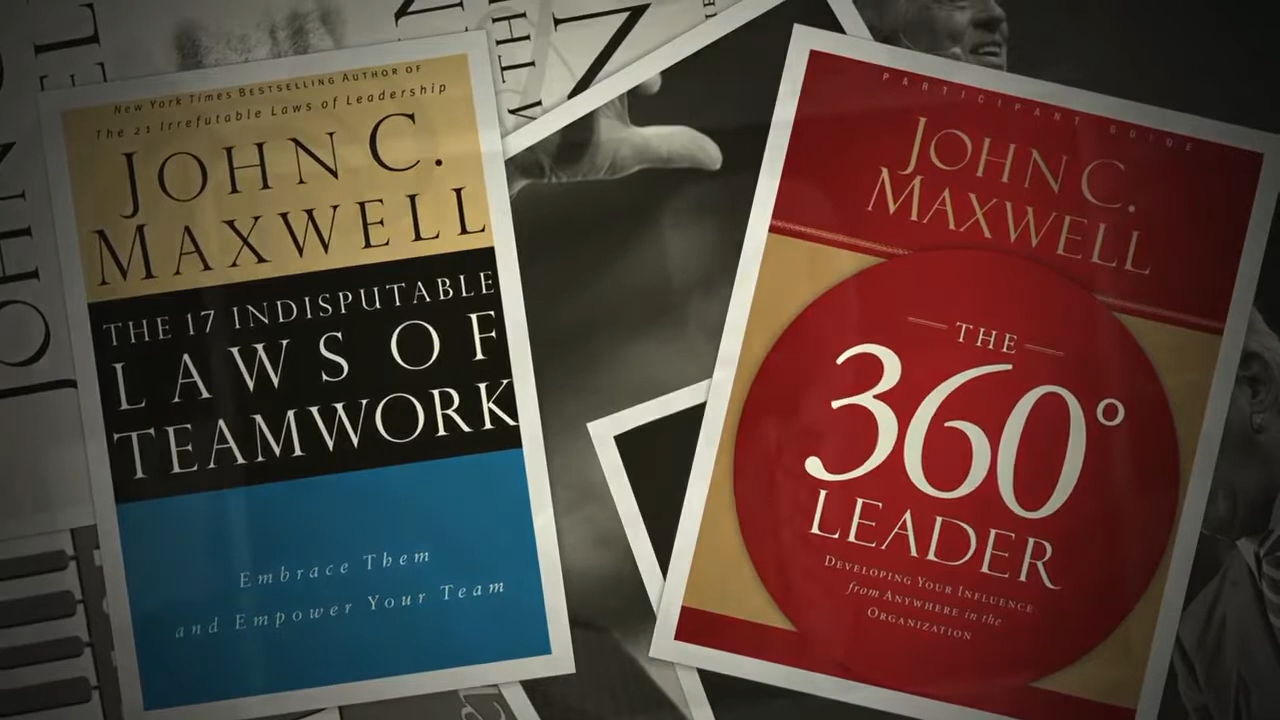 New York Times BESTSELLING AUTHOR OF
The 21 Irrefutable Laws of Leadership
JOHN C.
MAXWELL
THE 17 INDISPUTABLE
LAWS OF
TEAMWORK
Embrace Them
and Empower Your Team
PARTICIPANT GUIDE
JOHN C.
MAXWELL
THE
360°
LEADER
DEVELOPING YOUR INFLUENCE
from ANYWHERE in the
ORGANIZATION
JOHN